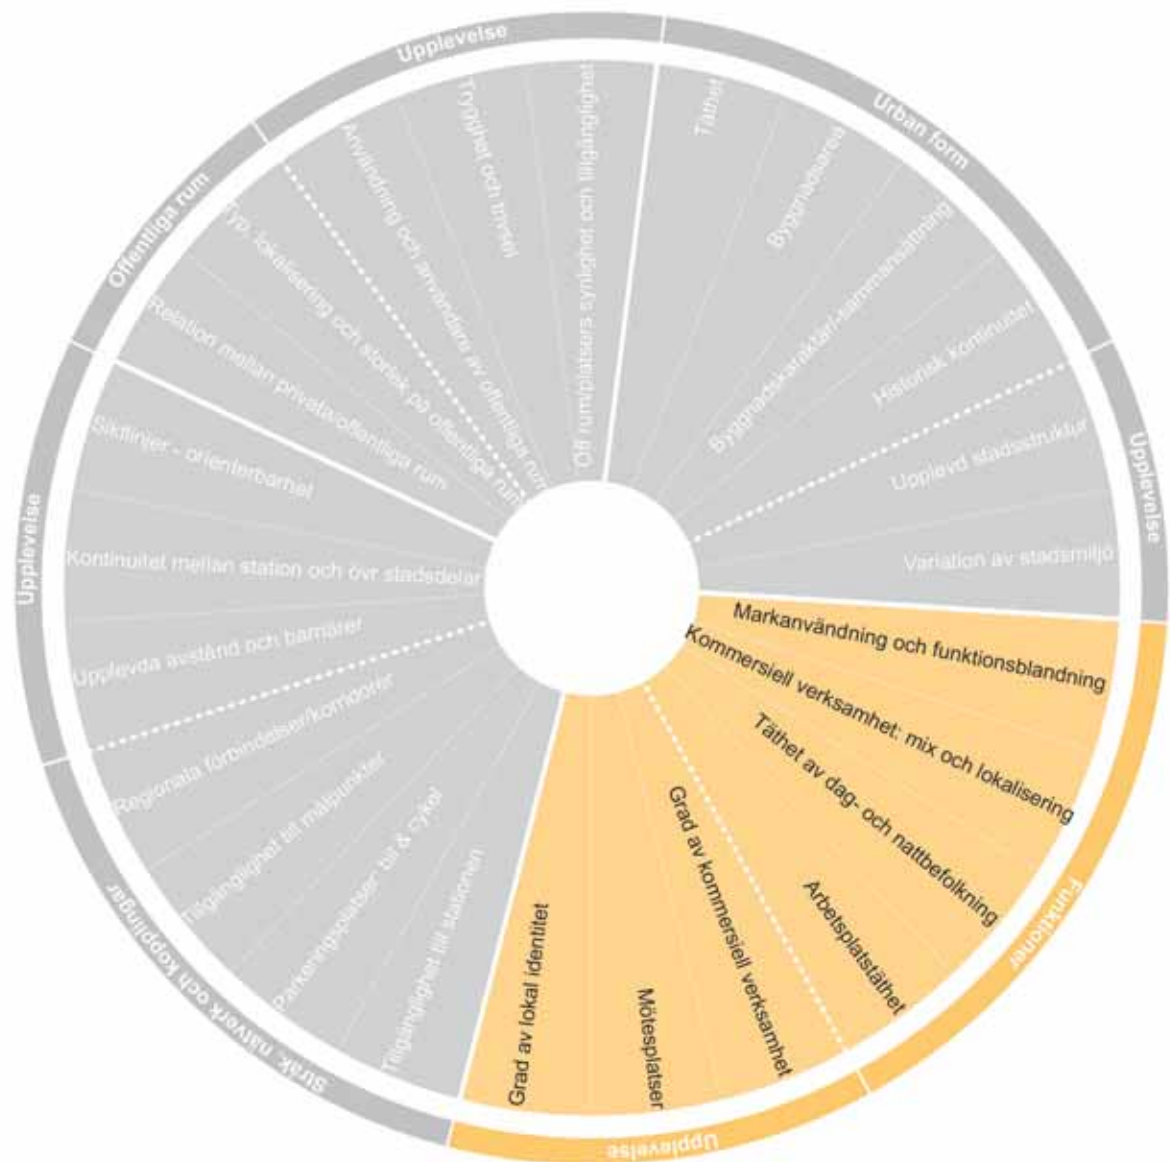 Upplevelse
Off rum/platsers synlighet och tillgänglighet
Trygghet och trivsel
Användning och användare av offentliga rum
Urban form
Täthet
Byggnadsarea
Byggnadskaraktär/-sammansättning
Historisk kontinuitet
Upplevelse
Upplevd stadsstruktur
Variation av stadsmiljö
Funktioner
Markanvändning och funktionsblandning
Kommersiell verksamhet: mix och lokalisering
Täthet av dag- och nattbefolkning
Arbetsplatstäthet
Upplevelse
Grad av kommersiell verksamhet
Mötesplatser
Grad av lokal identitet
Stråk, nätverk och kopplingar
Tillgänglighet till stationen
Parkeringsplatser: bil & cykel
Tillgänglighet till målpunkter
Regionala förbindelser/korridorer
Upplevelse
Upplevda avstånd och barriärer
Kontinuitet mellan station och övr stadsdelar
Siktlinjer - orienterbarhet
Offentliga rum
Relation mellan privata/offentliga rum
Typ, lokalisering och storlek på offentliga rum